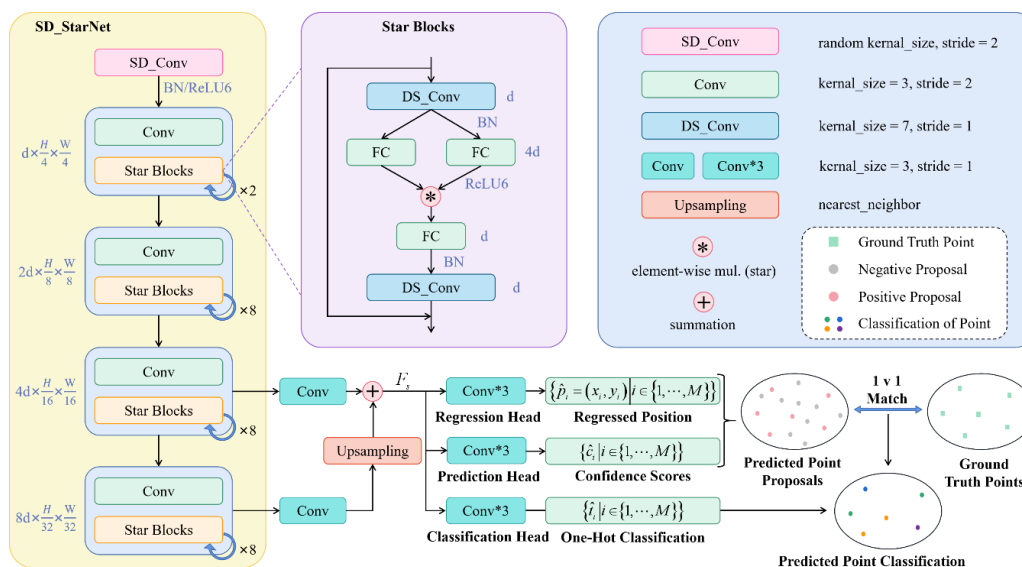 SD_StarNet
SD_Conv
BN/ReLU6
d×H/4×W/4
Conv
Star Blocks
×2
2d×H/8×W/8
Conv
Star Blocks
×8
4d×H/16×W/16
Conv
Star Blocks
×8
8d×H/32×W/32
Conv
Star Blocks
×8
Star Blocks
DS_Conv d
BN
FC FC 4d
ReLU6
*
FC d
BN
DS_Conv d
SD_Conv random kernal_size, stride = 2
Conv kernal_size = 3, stride = 2
DS_Conv kernal_size = 7, stride = 1
Conv Conv*3 kernal_size = 3, stride = 1
Upsampling nearest_neighbor
*
element-wise mul. (star)
+
summation
Ground Truth Point
Negative Proposal
Positive Proposal
Classification of Point
Conv
+
F_s
Upsampling
Conv
Conv*3
Regression Head
{p̂_i = (x_i, y_i)|i∈{1,⋯,M}}
Regressed Position
Conv*3
Prediction Head
{ĉ_i|i∈{1,⋯,M}}
Confidence Scores
Conv*3
Classification Head
{t̂_i|i∈{1,⋯,M}}
One-Hot Classification
Predicted Point
Proposals
1 v 1
Match
Ground
Truth Points
Predicted Point Classification